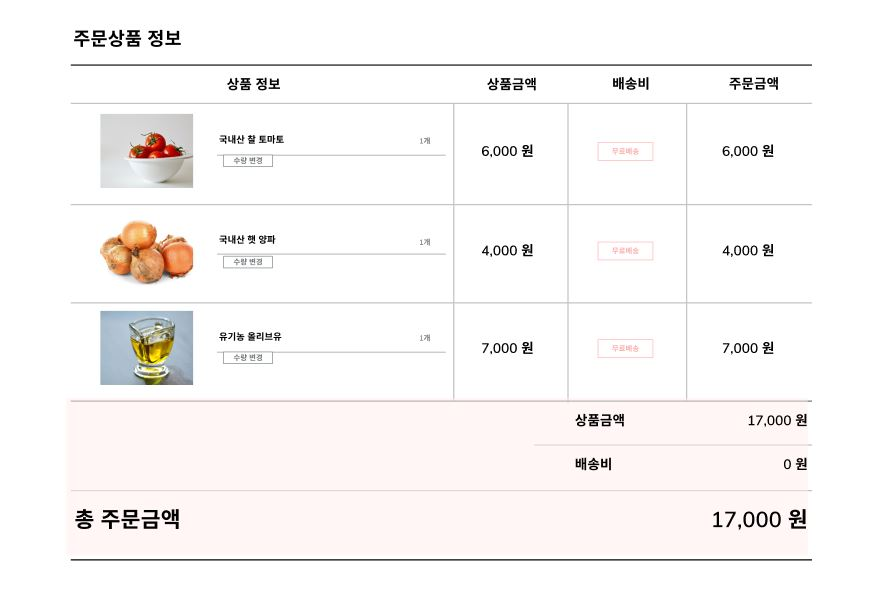 주문상품 정보
상품 정보 상품금액 배송비 주문금액
국내산 찰 토마토 1개
수량 변경
6,000 원 무료배송 6,000 원
국내산 햇 양파 1개
수량 변경
4,000 원 무료배송 4,000 원
유기농 올리브유 1개
수량 변경
7,000 원 무료배송 7,000 원
상품금액 17,000 원
배송비 0 원
총 주문금액 17,000 원